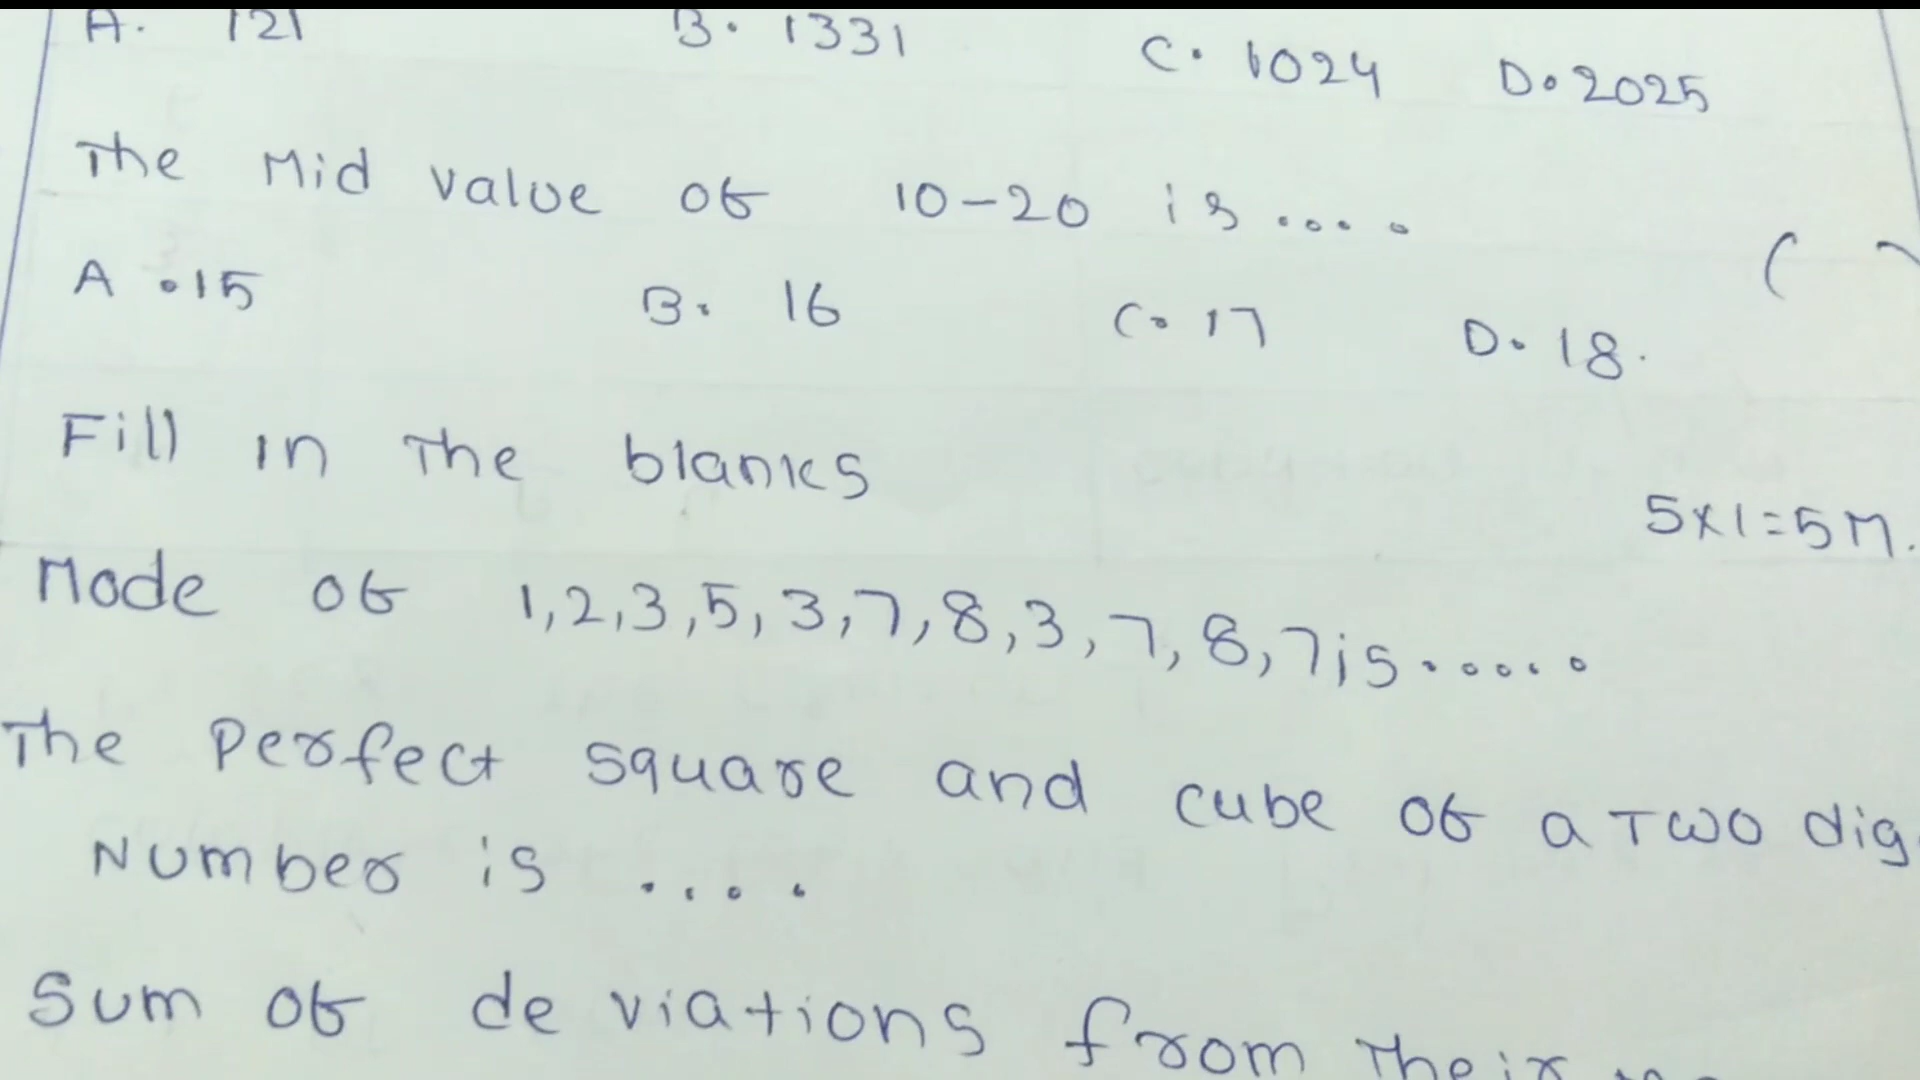 A. 121 B. 1331 C. 1024 D. 2025
The Mid value of 10-20 is ....
( )
A. 15 B. 16 C. 17 D. 18.
Fill in the blanks
5x1=5M.
Mode of 1,2,3,5,3,7,8,3,7,8,7 is .....
The Perfect square and cube of a Two dig
Number is ....
Sum of deviations from Their